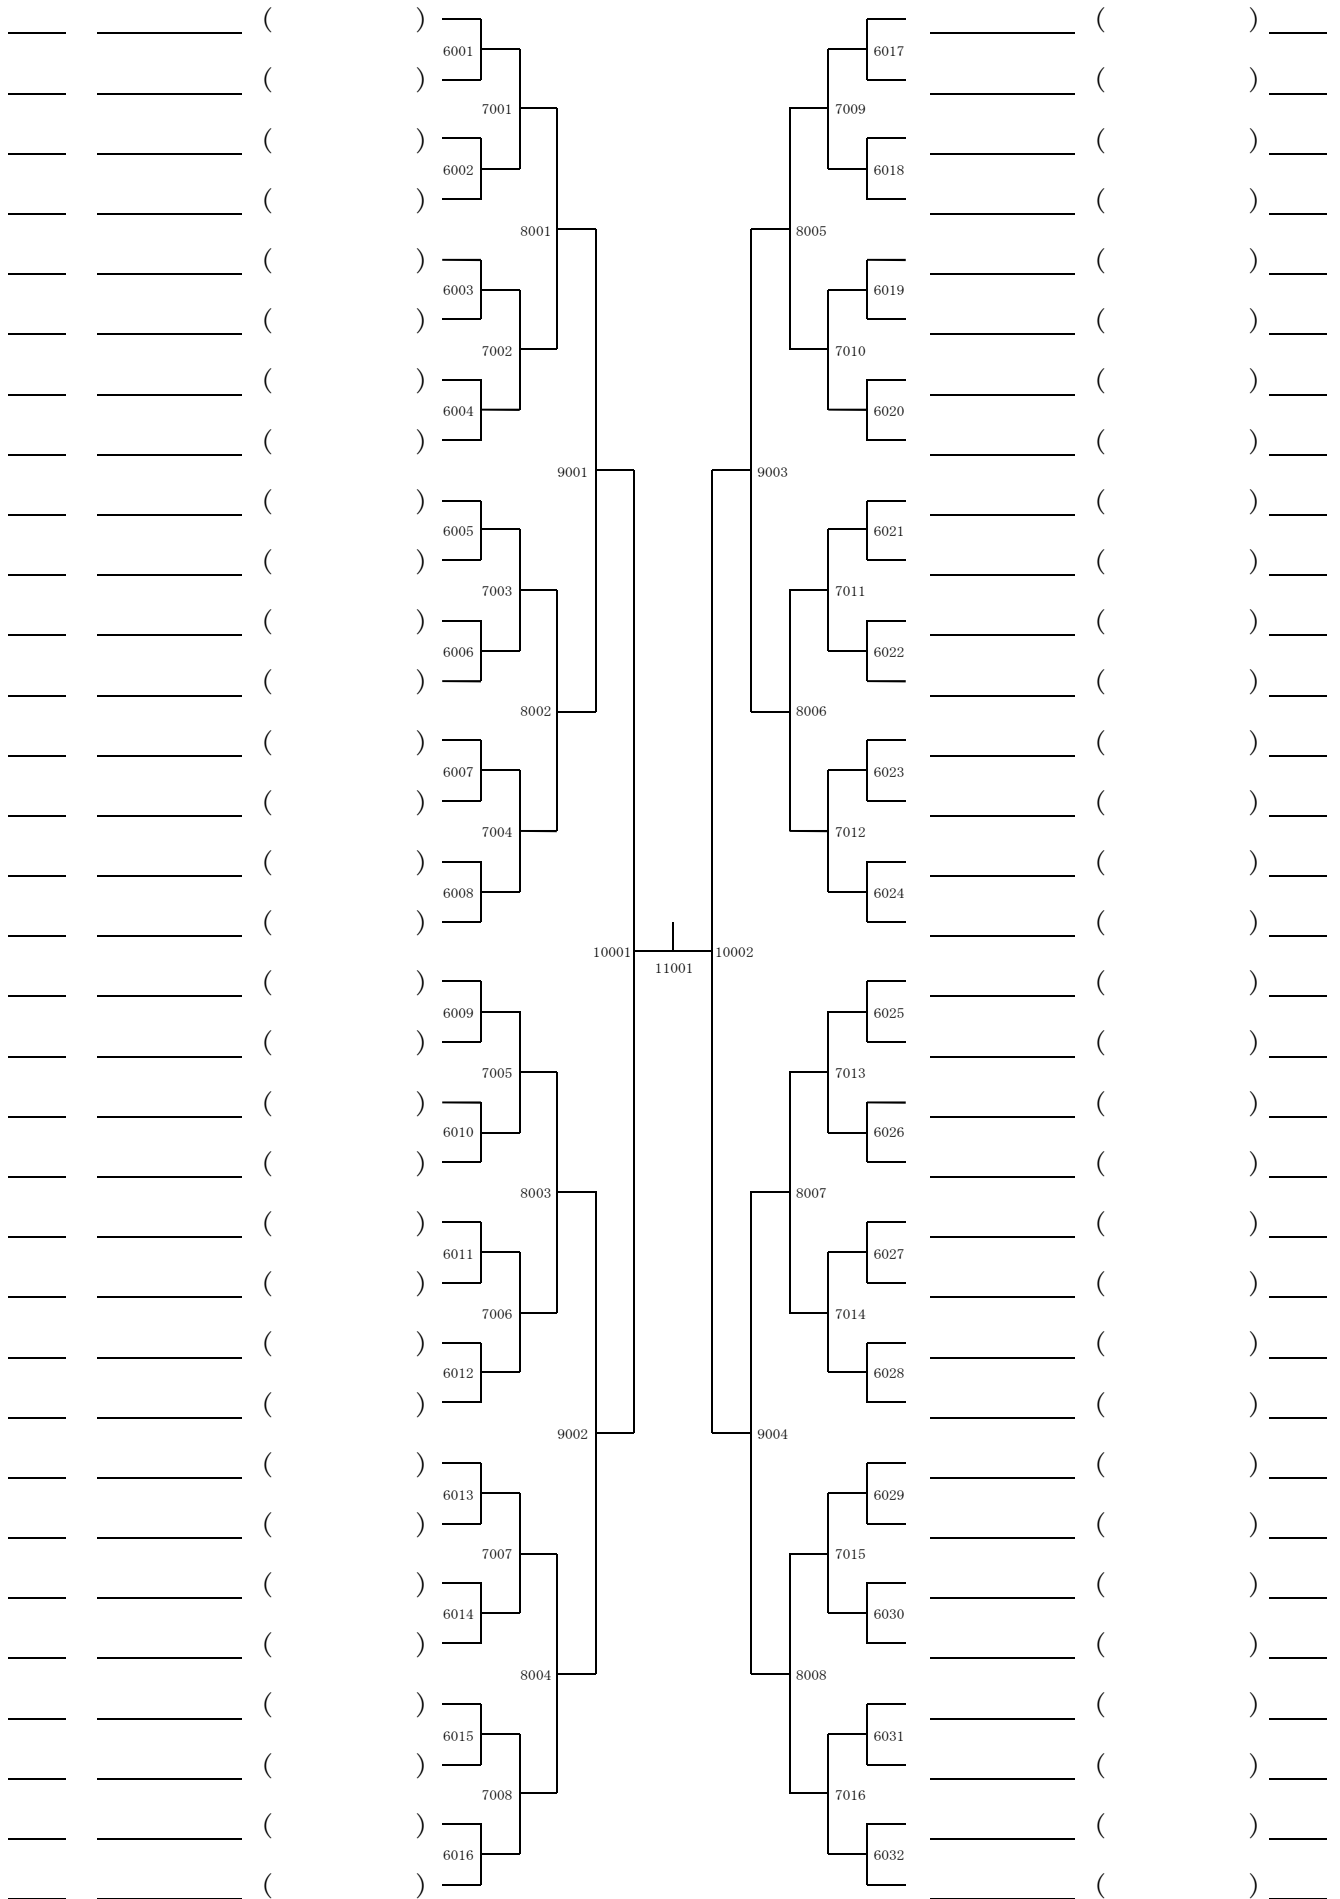 ( ) ( )
6001 6017
( ) ( )
7001 7009
( ) ( )
6002 6018
( ) ( )
8001 8005
( ) ( )
6003 6019
( ) ( )
7002 7010
( ) ( )
6004 6020
( ) ( )
9001 9003
( ) ( )
6005 6021
( ) ( )
7003 7011
( ) ( )
6006 6022
( ) ( )
8002 8006
( ) ( )
6007 6023
( ) ( )
7004 7012
( ) ( )
6008 6024
( ) ( )
10001 10002
11001
( ) ( )
6009 6025
( ) ( )
7005 7013
( ) ( )
6010 6026
( ) ( )
8003 8007
( ) ( )
6011 6027
( ) ( )
7006 7014
( ) ( )
6012 6028
( ) ( )
9002 9004
( ) ( )
6013 6029
( ) ( )
7007 7015
( ) ( )
6014 6030
( ) ( )
8004 8008
( ) ( )
6015 6031
( ) ( )
7008 7016
( ) ( )
6016 6032
( ) ( )